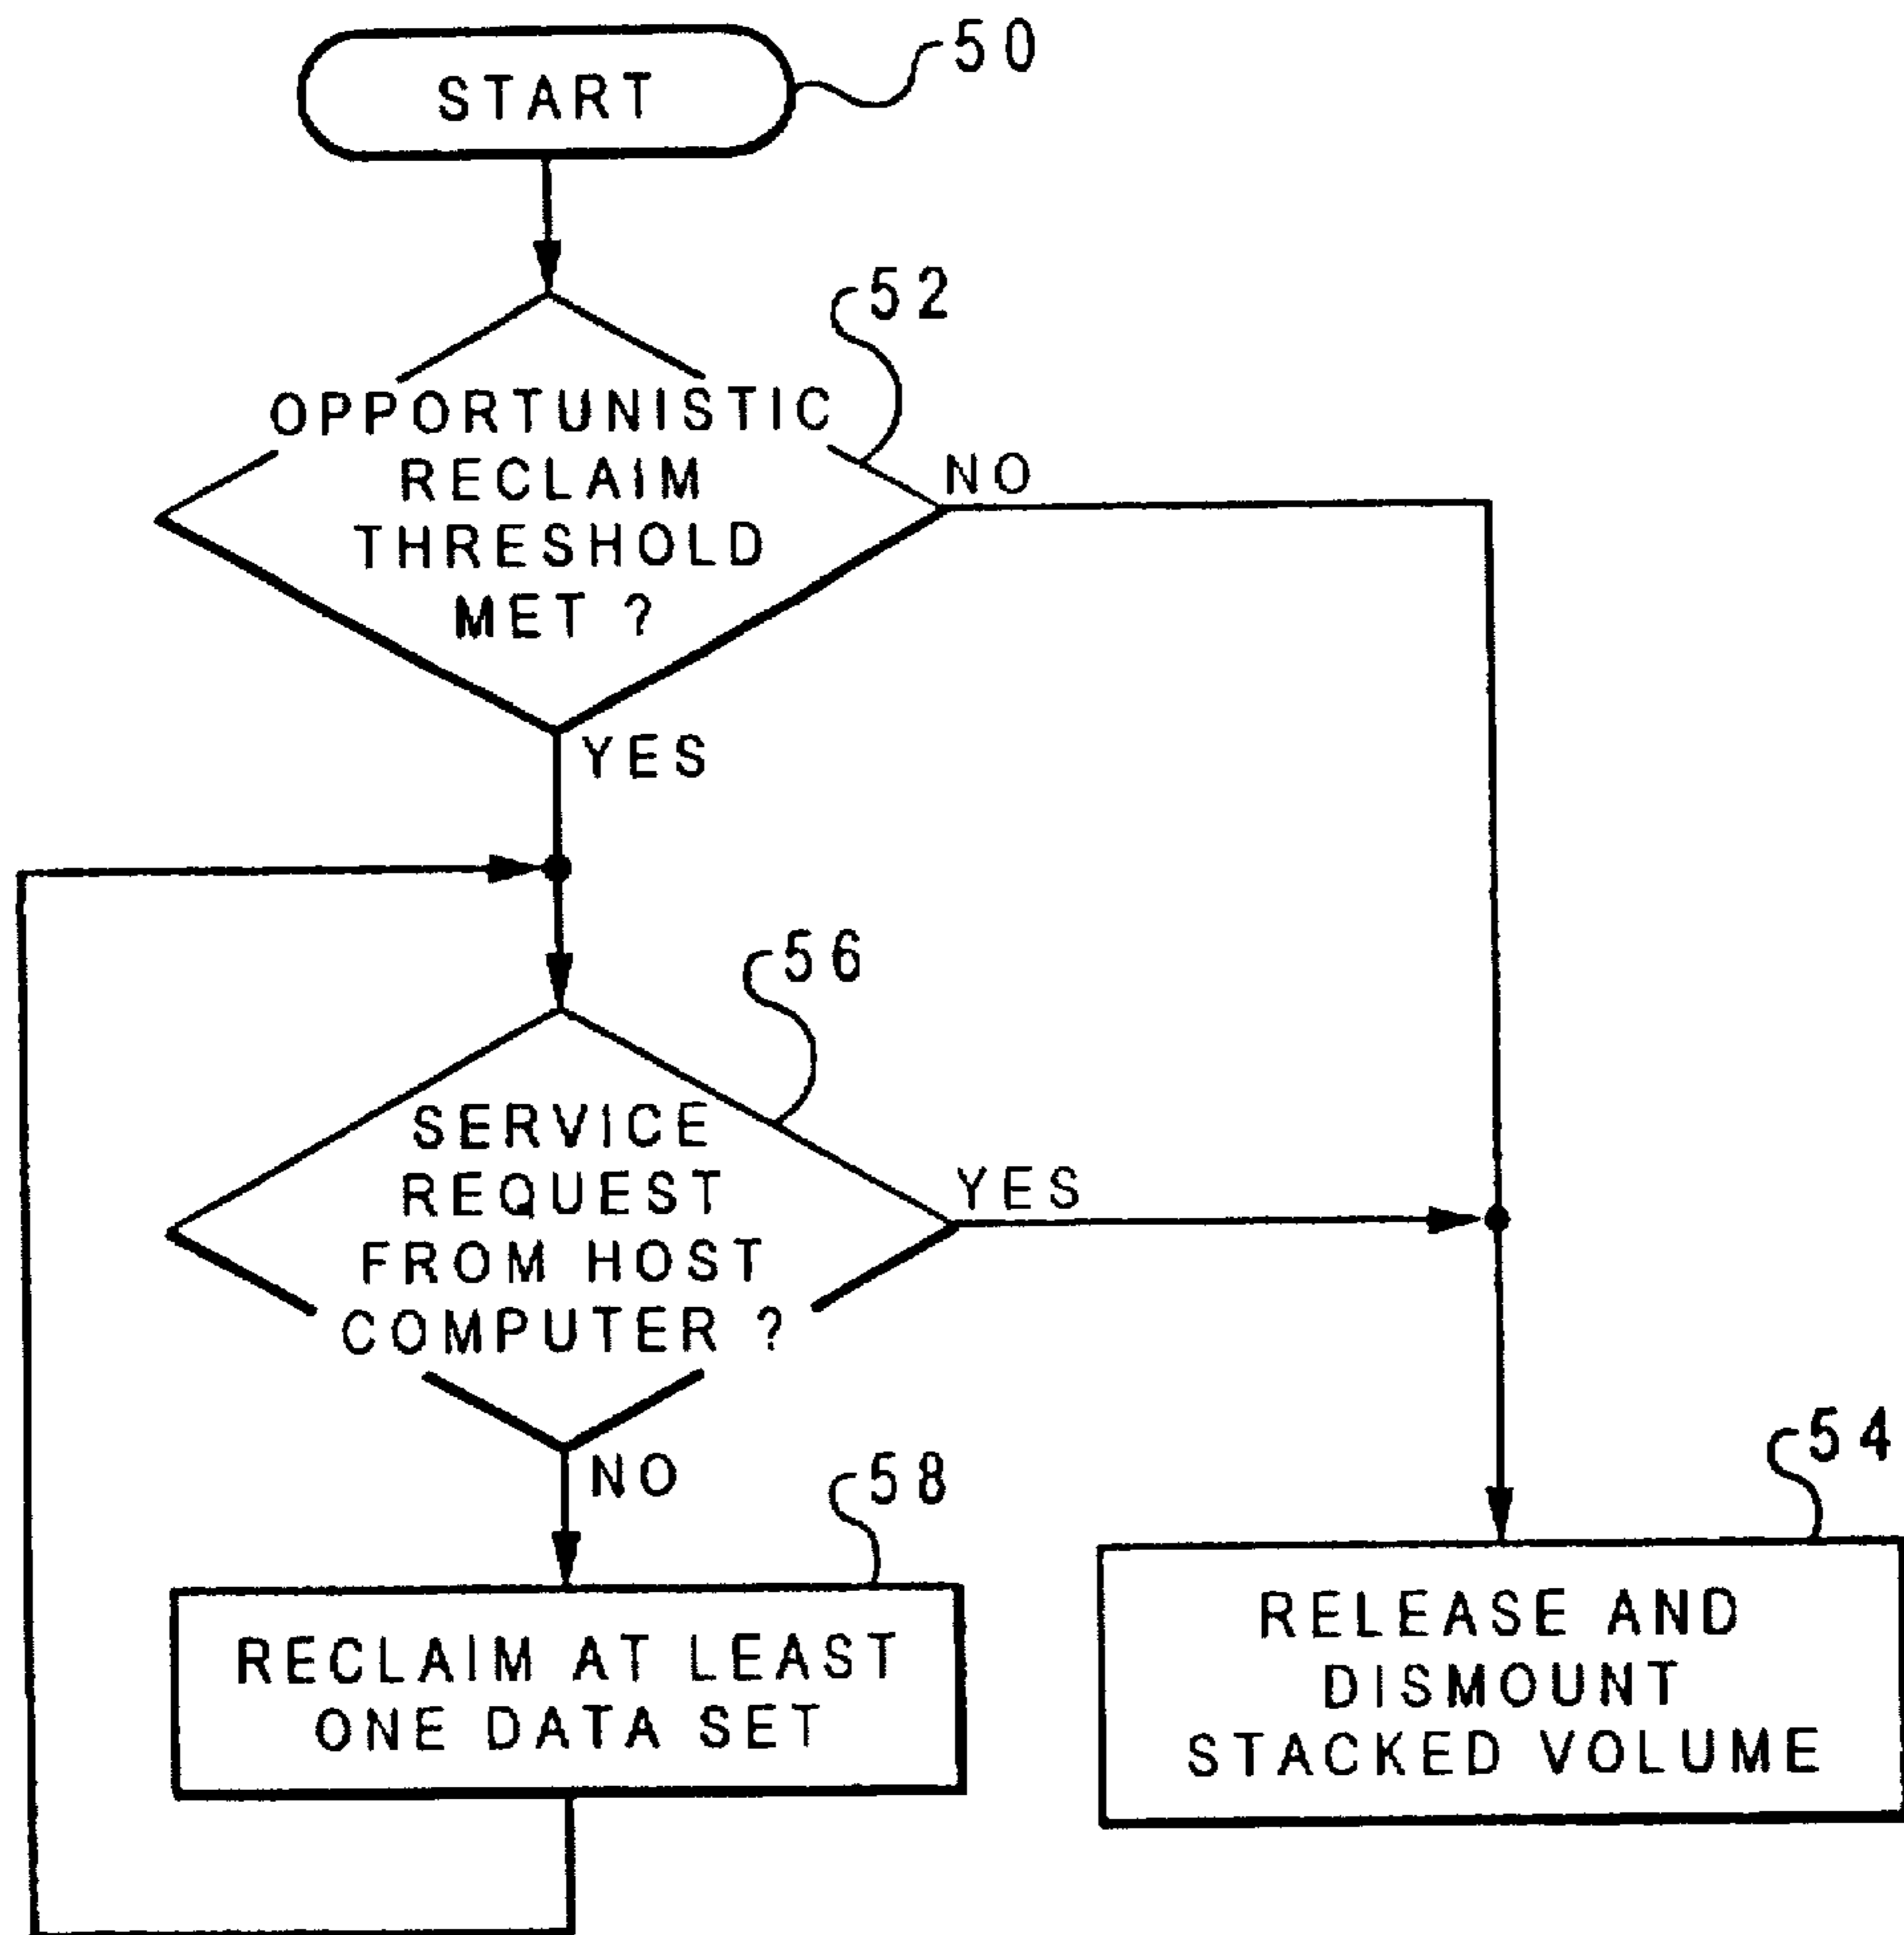 START
50
52
OPPORTUNISTIC
RECLAIM
THRESHOLD
MET ?
NO
YES
56
SERVICE
REQUEST
FROM HOST
COMPUTER ?
YES
NO
58
54
RECLAIM AT LEAST
ONE DATA SET
RELEASE AND
DISMOUNT
STACKED VOLUME